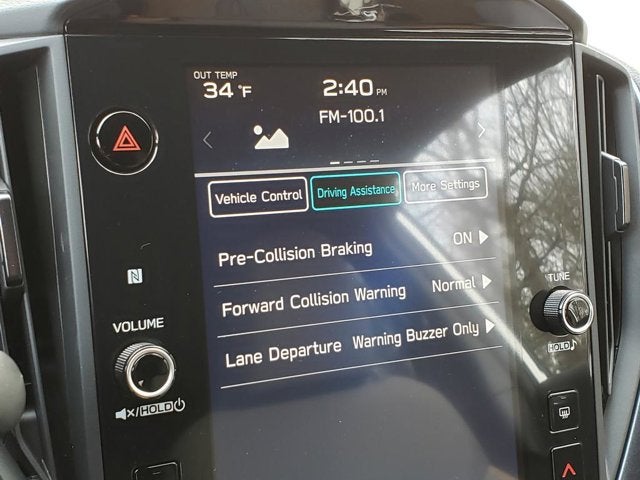 OUT TEMP
34 °F
2:40 PM
FM-100.1
Vehicle Control
Driving Assistance
More Settings
Pre-Collision Braking ON
Forward Collision Warning Normal
Lane Departure Warning Buzzer Only
N
VOLUME
/HOLD/
TUNE
HOLD